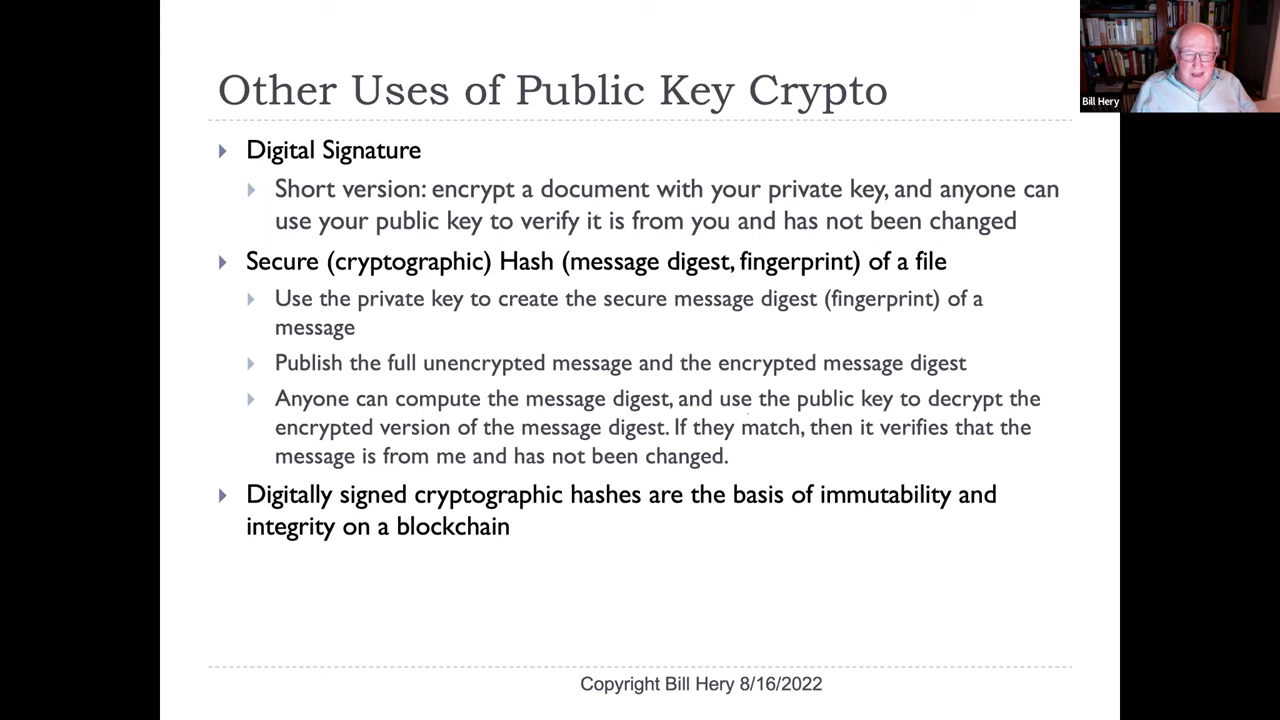 Other Uses of Public Key Crypto
Bill Hery
Digital Signature
Short version: encrypt a document with your private key, and anyone can
use your public key to verify it is from you and has not been changed
Secure (cryptographic) Hash (message digest, fingerprint) of a file
Use the private key to create the secure message digest (fingerprint) of a
message
Publish the full unencrypted message and the encrypted message digest
Anyone can compute the message digest, and use the public key to decrypt the
encrypted version of the message digest. If they match, then it verifies that the
message is from me and has not been changed.
Digitally signed cryptographic hashes are the basis of immutability and
integrity on a blockchain
Copyright Bill Hery 8/16/2022